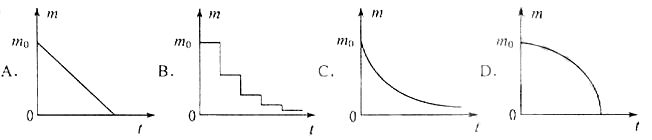 A. m m₀ 0 t
B. m m₀ 0 t
C. m m₀ 0 t
D. m m₀ 0 t